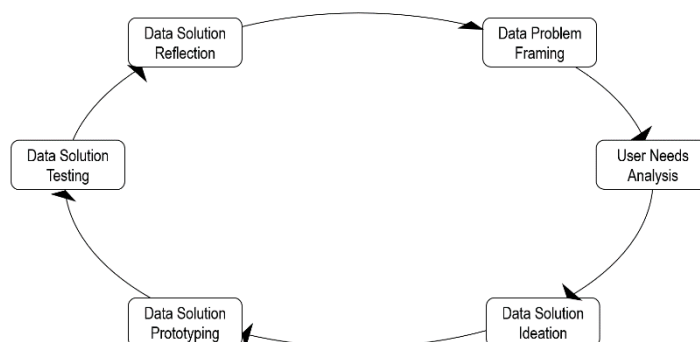 Data Solution
Reflection
Data Problem
Framing
User Needs
Analysis
Data Solution
Ideation
Data Solution
Prototyping
Data Solution
Testing